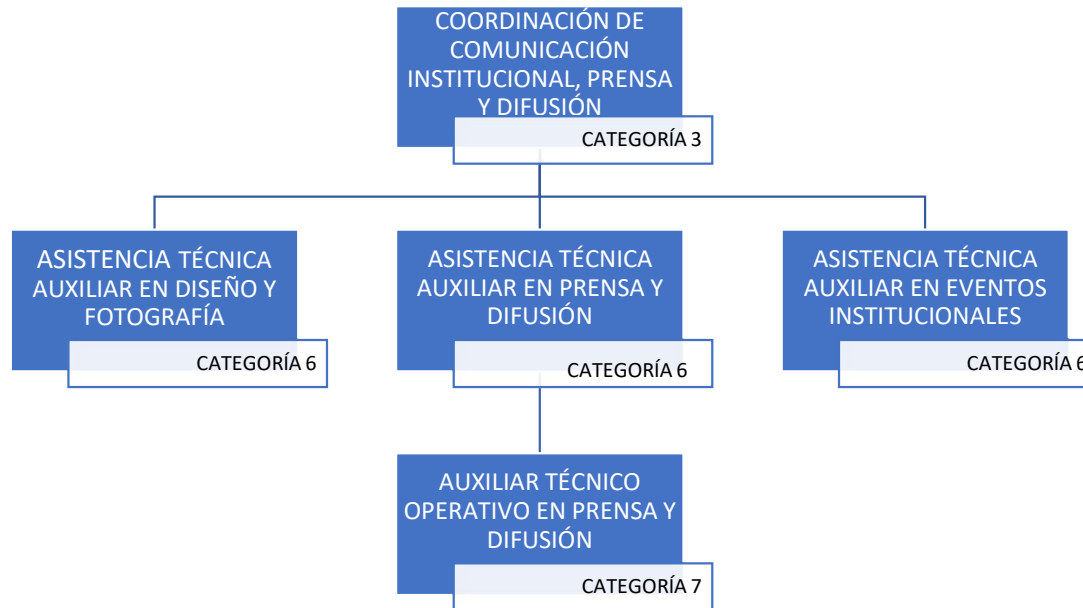 COORDINACIÓN DE
COMUNICACIÓN
INSTITUCIONAL, PRENSA
Y DIFUSIÓN
CATEGORÍA 3
ASISTENCIA TÉCNICA
AUXILIAR EN DISEÑO Y
FOTOGRAFÍA
CATEGORÍA 6
ASISTENCIA TÉCNICA
AUXILIAR EN PRENSA Y
DIFUSIÓN
CATEGORÍA 6
ASISTENCIA TÉCNICA
AUXILIAR EN EVENTOS
INSTITUCIONALES
CATEGORÍA 6
AUXILIAR TÉCNICO
OPERATIVO EN PRENSA Y
DIFUSIÓN
CATEGORÍA 7